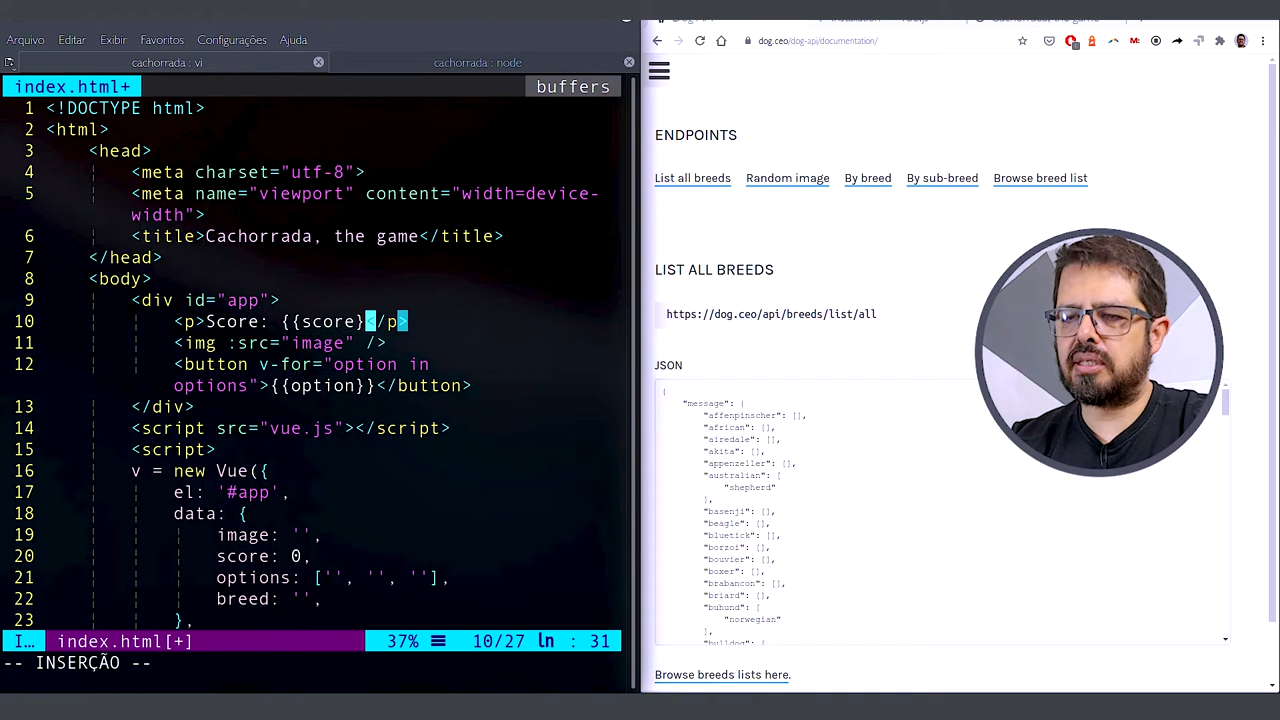 Arquivo Editar Exibir Favoritos Configurações Ajuda
cachorrada : vi
cachorrada : node
index.html+
buffers
1 <!DOCTYPE html>
2 <html>
3 <head>
4 <meta charset="utf-8">
5 <meta name="viewport" content="width=device-
width">
6 <title>Cachorrada, the game</title>
7 </head>
8 <body>
9 <div id="app">
10 <p>Score: {{score}</p>
11 <img :src="image" />
12 <button v-for="option in
options">{{option}}</button>
13 </div>
14 <script src="vue.js"></script>
15 <script>
16 v = new Vue({
17 el: '#app',
18 data: {
19 image: '',
20 score: 0,
21 options: ['', '', ''],
22 breed: '',
23 },
I… index.html[+] 37% ☰ 10/27 ln : 31
-- INSERÇÃO --
dog.ceo/dog-api/documentation/
ENDPOINTS
List all breeds Random image By breed By sub-breed Browse breed list
LIST ALL BREEDS
https://dog.ceo/api/breeds/list/all
JSON
{
"message": {
"affenpinscher": [],
"african": [],
"airedale": [],
"akita": [],
"appenzeller": [],
"australian": [
"shepherd"
],
"basenji": [],
"beagle": [],
"bluetick": [],
"borzoi": [],
"bouvier": [],
"boxer": [],
"brabancon": [],
"briard": [],
"buhund": [
"norwegian"
],
"bulldog": [
Browse breeds lists here.